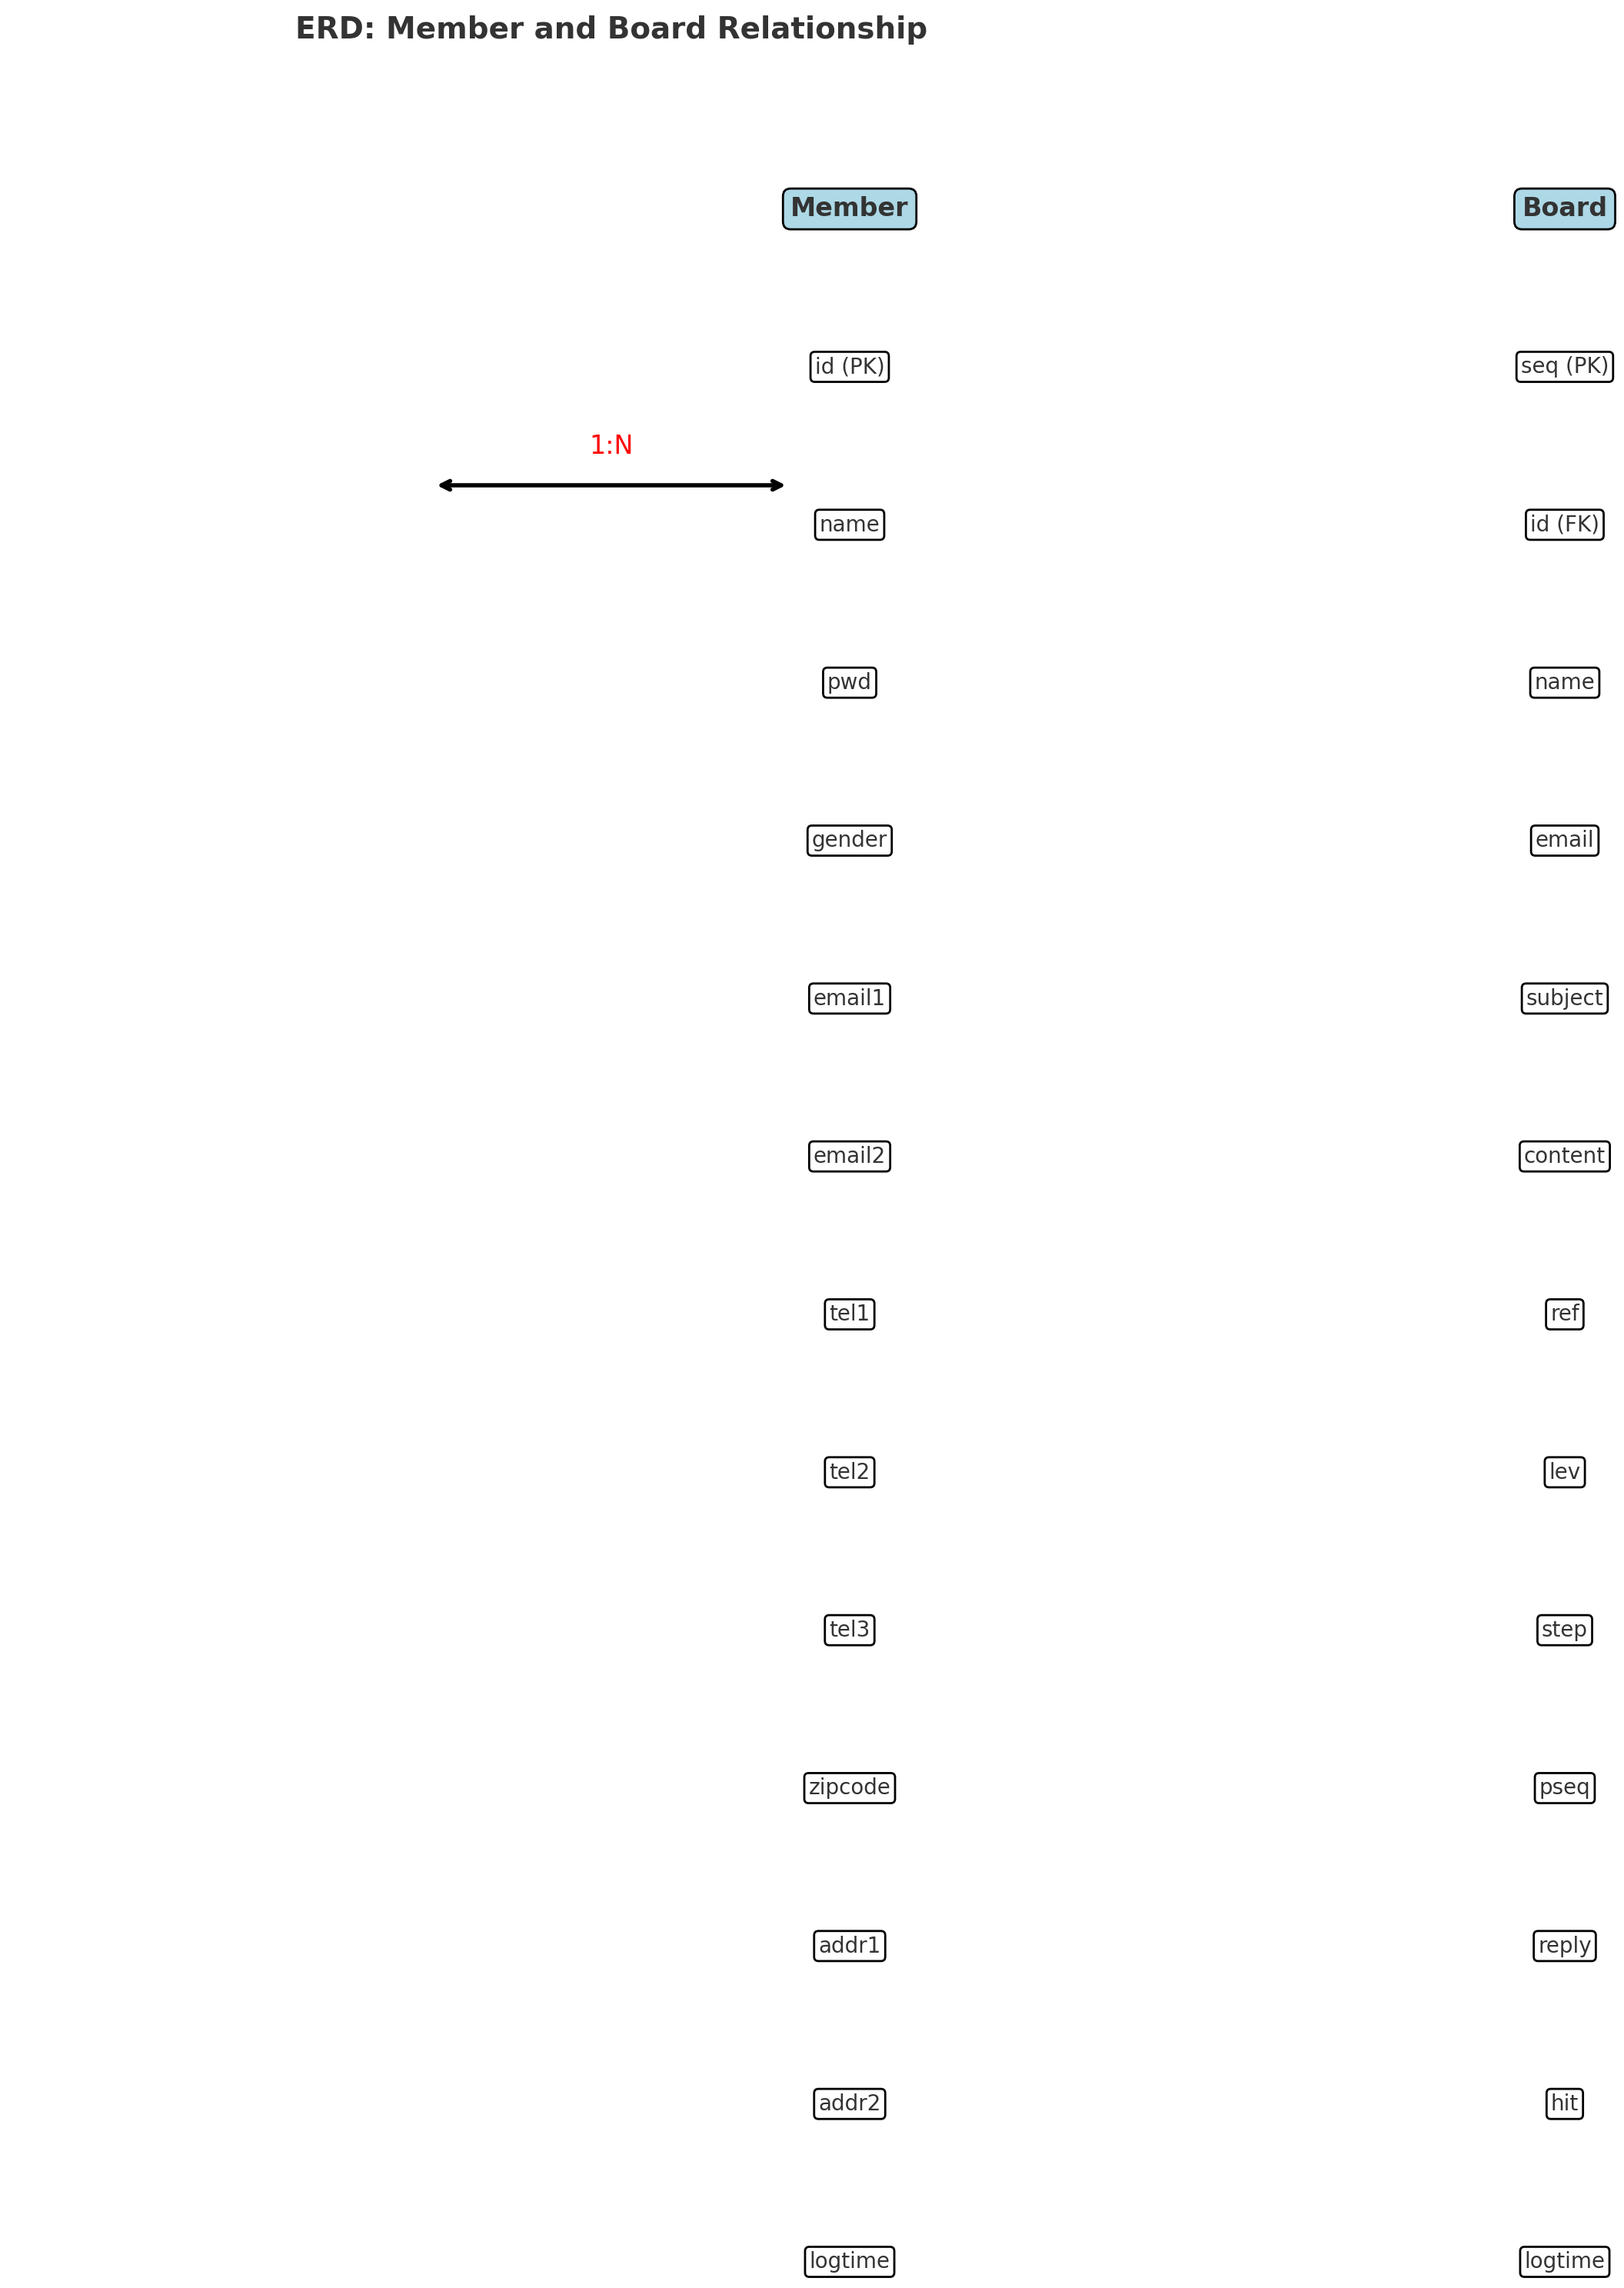 ERD: Member and Board Relationship
Member
Board
id (PK)
seq (PK)
1:N
name
id (FK)
pwd
name
gender
email
email1
subject
email2
content
tel1
ref
tel2
lev
tel3
step
zipcode
pseq
addr1
reply
addr2
hit
logtime
logtime